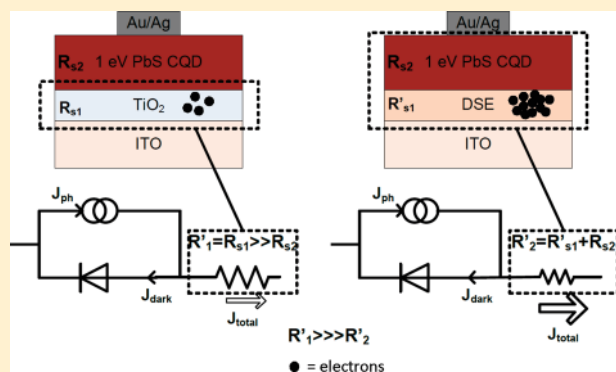 Au/Ag
Rs2 1 eV PbS CQD
Rs1 TiO2
ITO
Jph
R'1=Rs1>>Rs2
Jdark
Jtotal
Au/Ag
Rs2 1 eV PbS CQD
R's1 DSE
ITO
Jph
R'2=R's1+Rs2
Jdark
Jtotal
R'1>>>R'2
= electrons